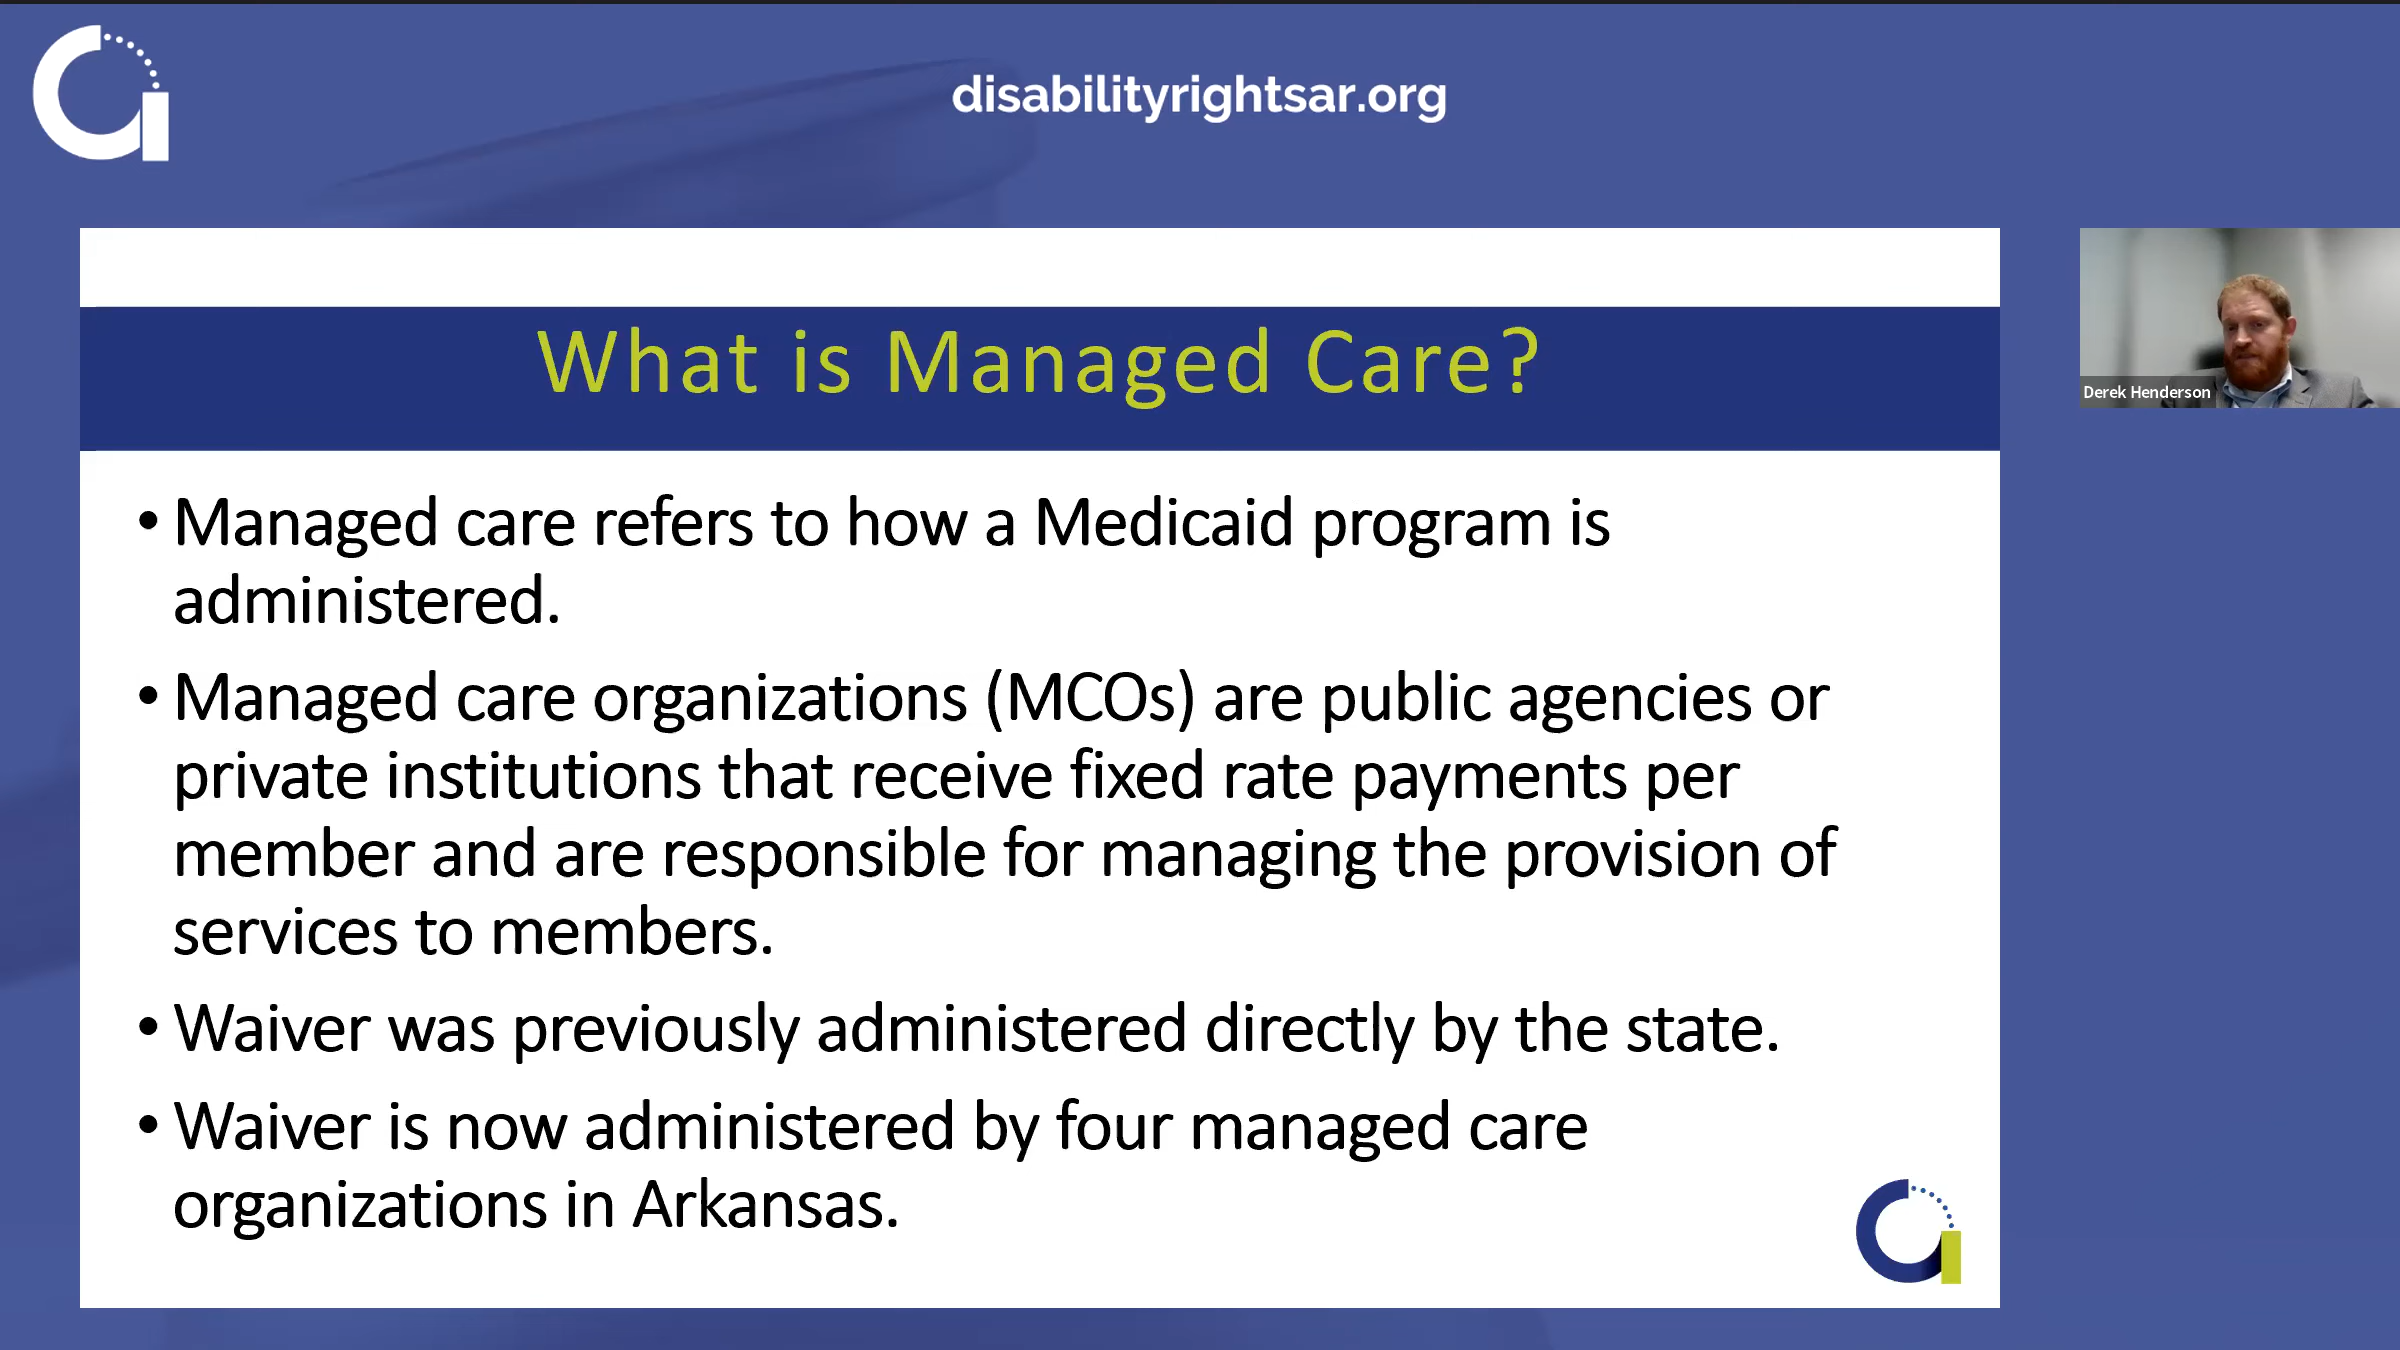 disabilityrightsar.org
What is Managed Care?
Derek Henderson
• Managed care refers to how a Medicaid program is
administered.
• Managed care organizations (MCOs) are public agencies or
private institutions that receive fixed rate payments per
member and are responsible for managing the provision of
services to members.
• Waiver was previously administered directly by the state.
• Waiver is now administered by four managed care
organizations in Arkansas.